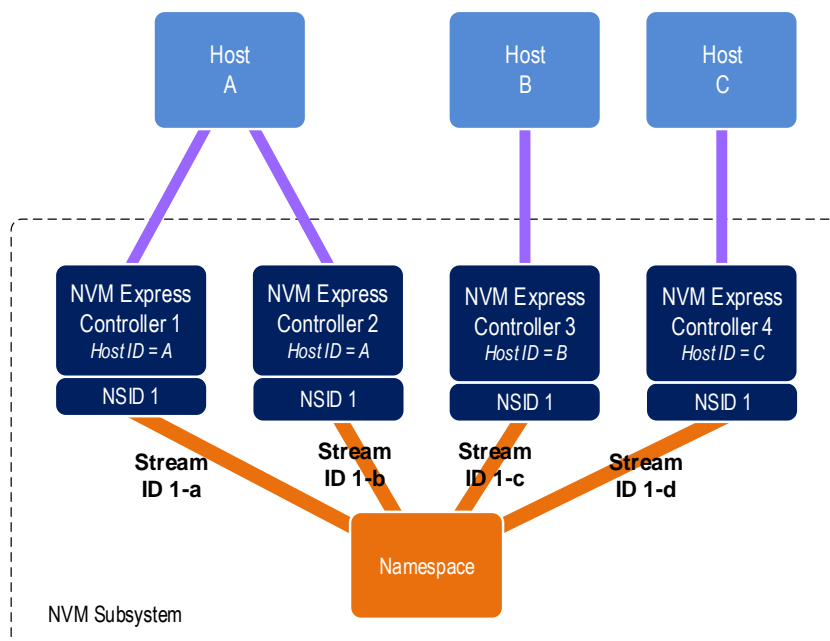 Host
A
Host
B
Host
C
NVM Express
Controller 1
Host ID = A
NVM Express
Controller 2
Host ID = A
NVM Express
Controller 3
Host ID = B
NVM Express
Controller 4
Host ID = C
NSID 1
NSID 1
NSID 1
NSID 1
Stream
ID 1-a
Stream
ID 1-b
Stream
ID 1-c
Stream
ID 1-d
Namespace
NVM Subsystem